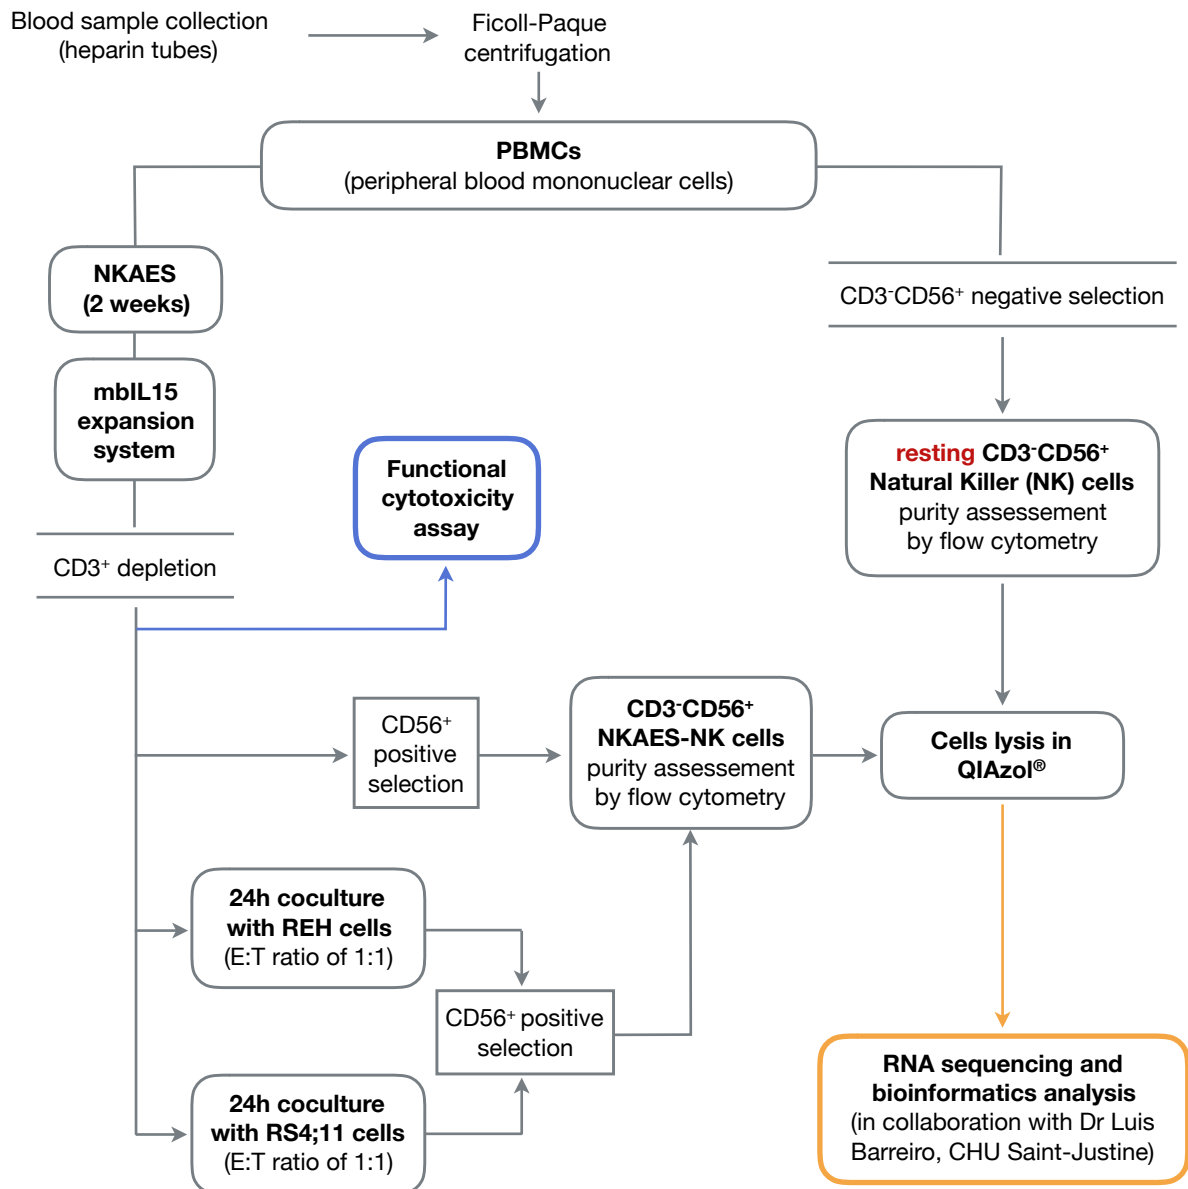 Blood sample collection
(heparin tubes)
Ficoll-Paque
centrifugation
PBMCs
(peripheral blood mononuclear cells)
NKAES
(2 weeks)
mbIL15
expansion
system
CD3⁺ depletion
Functional
cytotoxicity
assay
CD3⁻CD56⁺ negative selection
resting CD3⁻CD56⁺
Natural Killer (NK) cells
purity assessement
by flow cytometry
CD56⁺
positive
selection
CD3⁻CD56⁺
NKAES-NK cells
purity assessement
by flow cytometry
Cells lysis in
QIAzol®
24h coculture
with REH cells
(E:T ratio of 1:1)
CD56⁺ positive
selection
24h coculture
with RS4;11 cells
(E:T ratio of 1:1)
RNA sequencing and
bioinformatics analysis
(in collaboration with Dr Luis
Barreiro, CHU Saint-Justine)